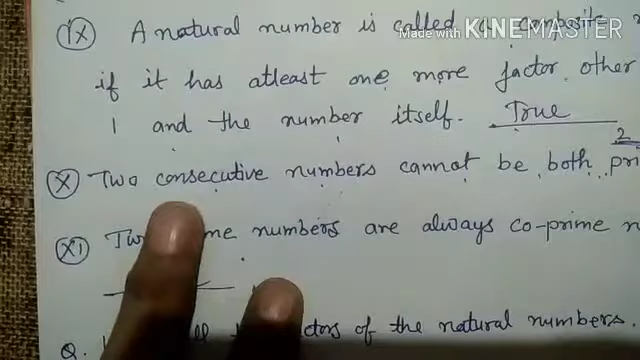 Made with KINEMASTER
(ix) A natural number is called a composite
if it has atleast one more factor other
1 and the number itself. True
2
(x) Two consecutive numbers cannot be both
(xi) numbers are always co-prime
Q. of the natural numbers.